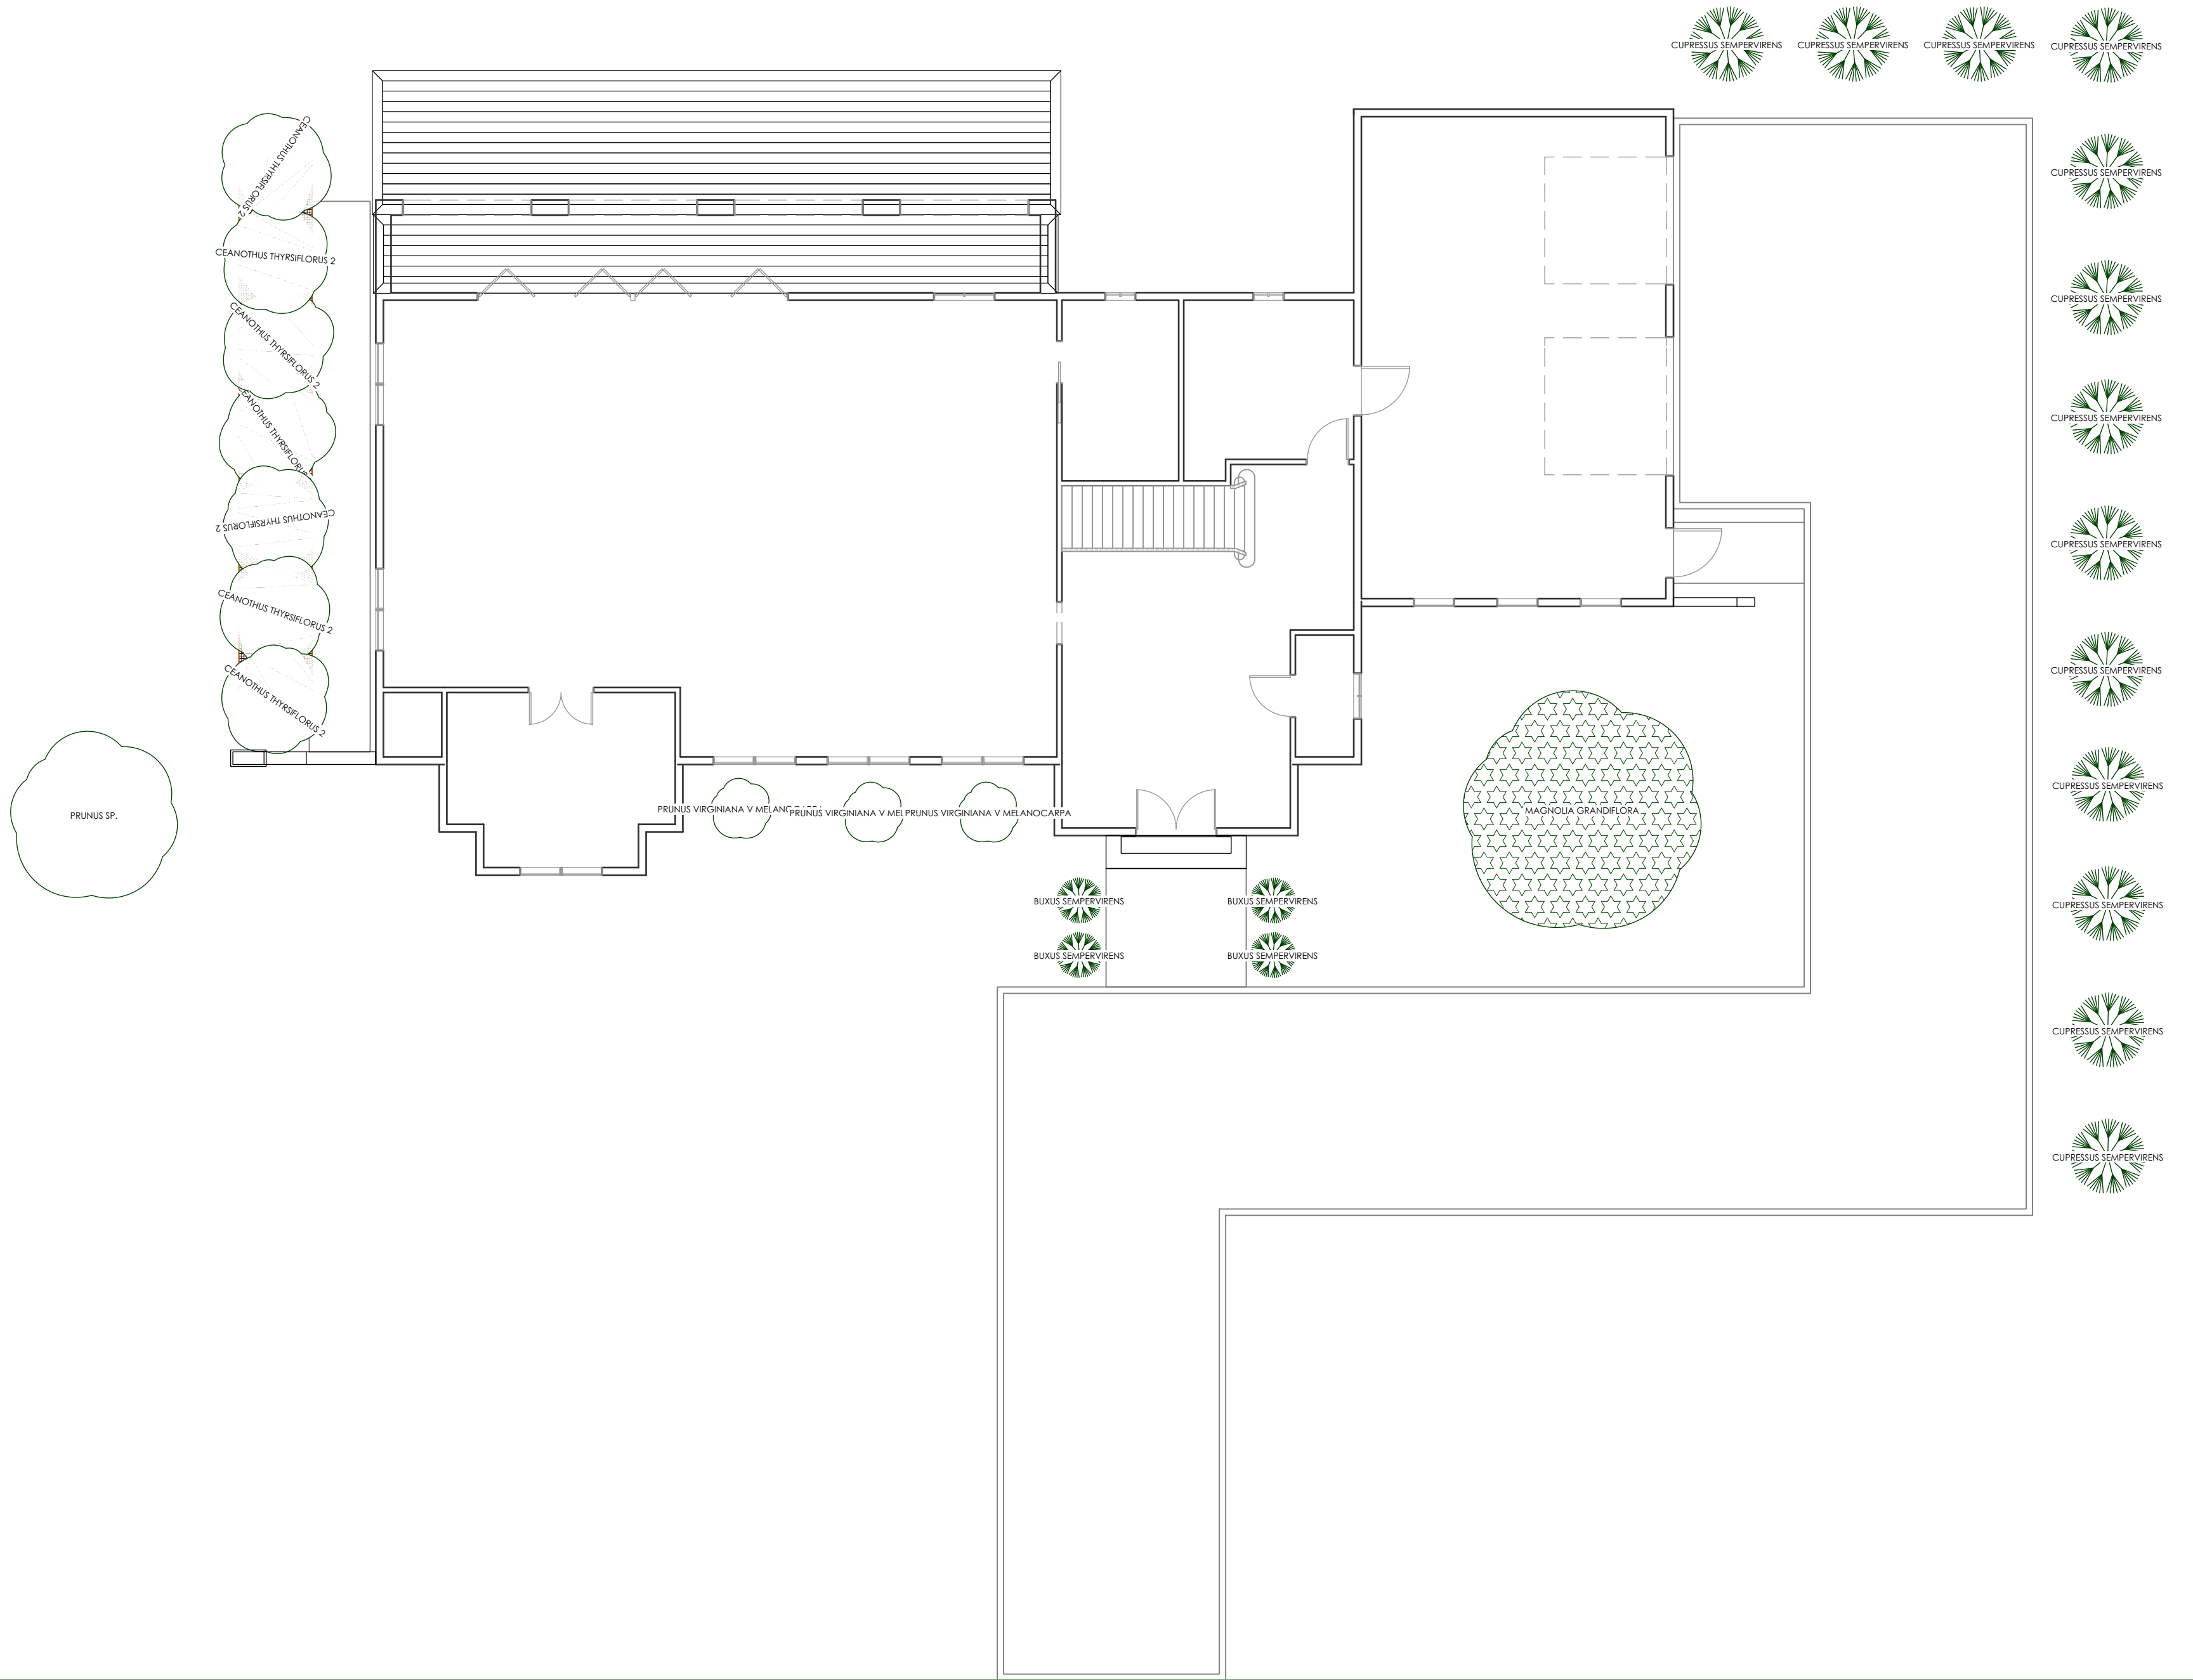 CUPRESSUS SEMPERVIRENS
CUPRESSUS SEMPERVIRENS
CUPRESSUS SEMPERVIRENS
CUPRESSUS SEMPERVIRENS
CEANOTHUS THYRSIFLORUS 2
CUPRESSUS SEMPERVIRENS
CEANOTHUS THYRSIFLORUS 2
CUPRESSUS SEMPERVIRENS
CEANOTHUS THYRSIFLORUS 2
CUPRESSUS SEMPERVIRENS
CEANOTHUS THYRSIFLORUS
CEANOTHUS THYRSIFLORUS 2
CUPRESSUS SEMPERVIRENS
CEANOTHUS THYRSIFLORUS 2
CUPRESSUS SEMPERVIRENS
CEANOTHUS THYRSIFLORUS 2
CUPRESSUS SEMPERVIRENS
PRUNUS SP.
PRUNUS VIRGINIANA V MELANOCARPA
PRUNUS VIRGINIANA V MEL
PRUNUS VIRGINIANA V MELANOCARPA
MAGNOLIA GRANDIFLORA
BUXUS SEMPERVIRENS
BUXUS SEMPERVIRENS
CUPRESSUS SEMPERVIRENS
BUXUS SEMPERVIRENS
BUXUS SEMPERVIRENS
CUPRESSUS SEMPERVIRENS
CUPRESSUS SEMPERVIRENS